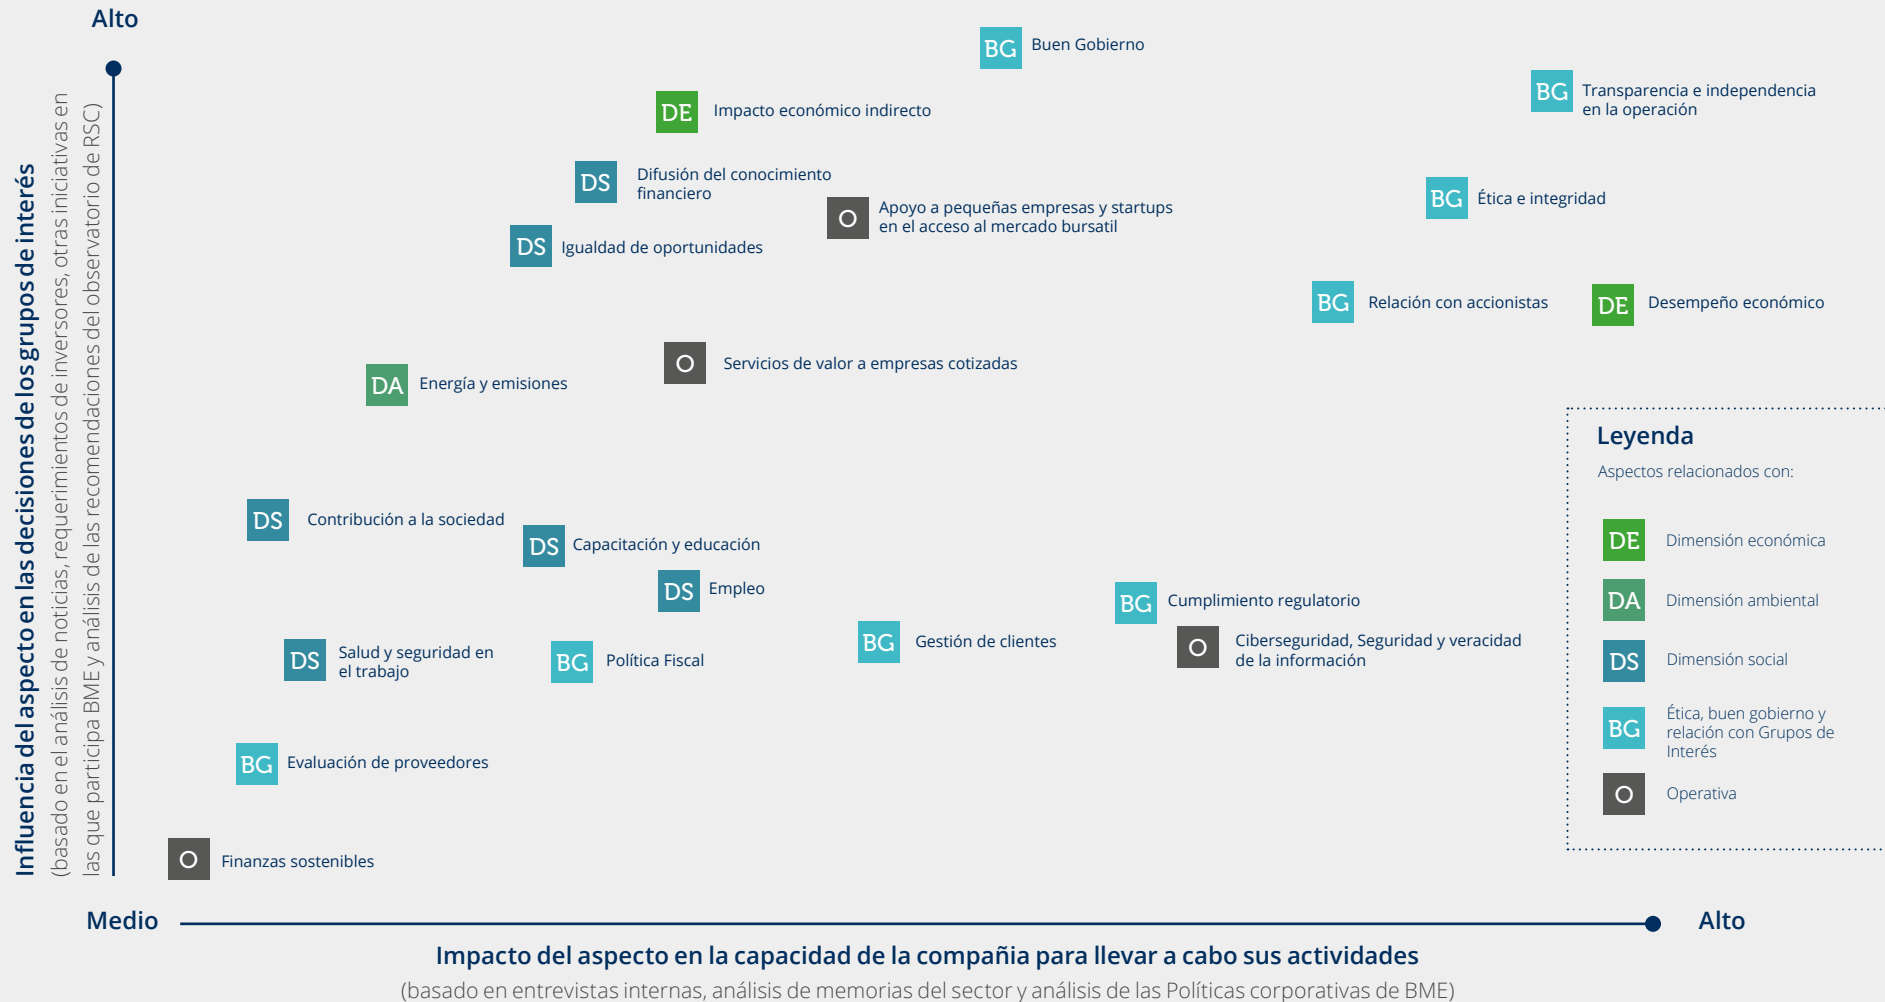 Alto
Influencia del aspecto en las decisiones de los grupos de interés
(basado en el análisis de noticias, requerimientos de inversores, otras iniciativas en
las que participa BME y análisis de las recomendaciones del observatorio de RSC)
BG Buen Gobierno
BG Transparencia e independencia
en la operación
DE Impacto económico indirecto
DS Difusión del conocimiento
financiero
BG Ética e integridad
O Apoyo a pequeñas empresas y startups
en el acceso al mercado bursatil
DS Igualdad de oportunidades
BG Relación con accionistas
DE Desempeño económico
O Servicios de valor a empresas cotizadas
DA Energía y emisiones
DS Contribución a la sociedad
DS Capacitación y educación
DS Empleo
BG Cumplimiento regulatorio
BG Gestión de clientes
O Ciberseguridad, Seguridad y veracidad
de la información
DS Salud y seguridad en
el trabajo
BG Política Fiscal
BG Evaluación de proveedores
O Finanzas sostenibles
Leyenda
Aspectos relacionados con:
DE Dimensión económica
DA Dimensión ambiental
DS Dimensión social
BG Ética, buen gobierno y
relación con Grupos de
Interés
O Operativa
Medio
Alto
Impacto del aspecto en la capacidad de la compañia para llevar a cabo sus actividades
(basado en entrevistas internas, análisis de memorias del sector y análisis de las Políticas corporativas de BME)